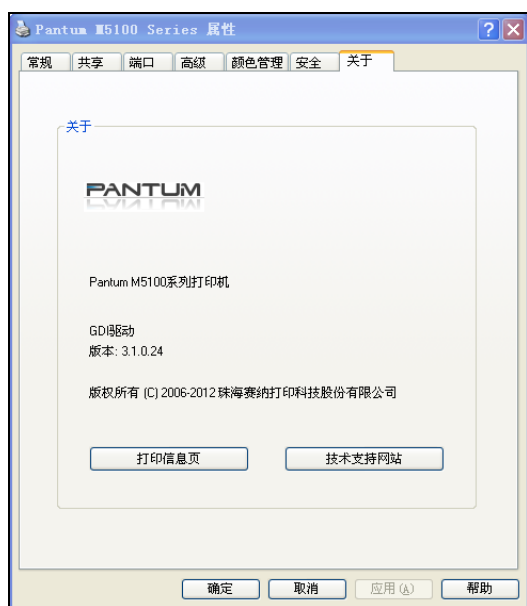 Pantum M5100 Series 属性
常规 共享 端口 高级 颜色管理 安全 关于
关于
PANTUM
Pantum M5100系列打印机
GDI驱动
版本: 3.1.0.24
版权所有 (C) 2006-2012 珠海赛纳打印科技股份有限公司
打印信息页 技术支持网站
确定 取消 应用(A) 帮助